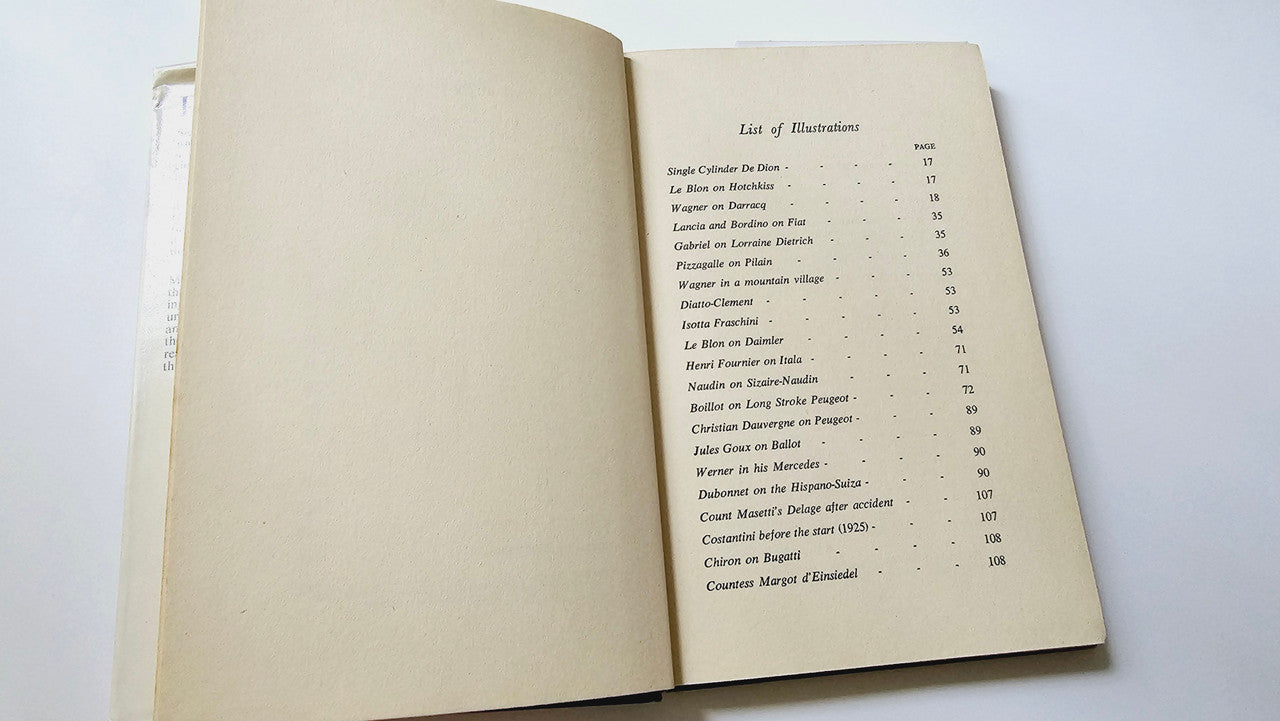 List of Illustrations
PAGE
Single Cylinder De Dion - - - - 17
Le Blon on Hotchkiss - - - - 17
Wagner on Darracq - - - - 18
Lancia and Bordino on Fiat - - - 35
Gabriel on Lorraine Dietrich - - - 35
Pizzagalle on Pilain - - - - 36
Wagner in a mountain village - - - 53
Diatto-Clement - - - - - 53
Isotta Fraschini - - - - - 53
Le Blon on Daimler - - - - 54
Henri Fournier on Itala - - - - 71
Naudin on Sizaire-Naudin - - - 71
Boillot on Long Stroke Peugeot - - - 72
Christian Dauvergne on Peugeot - - - 89
Jules Goux on Ballot - - - - 89
Werner in his Mercedes - - - - 90
Dubonnet on the Hispano-Suiza - - - 90
Count Masetti's Delage after accident - - 107
Costantini before the start (1925) - - - 107
Chiron on Bugatti - - - - 108
Countess Margot d'Einsiedel - - - 108